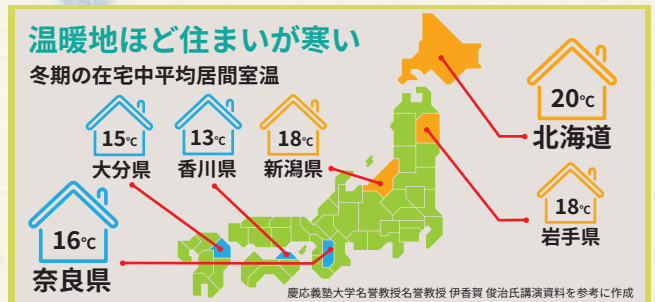 温暖地ほど住まいが寒い
冬期の在宅中平均居間室温
15℃
大分県
13℃
香川県
18℃
新潟県
20℃
北海道
18℃
岩手県
16℃
奈良県
慶応義塾大学名誉教授名誉教授 伊香賀 俊治氏講演資料を参考に作成